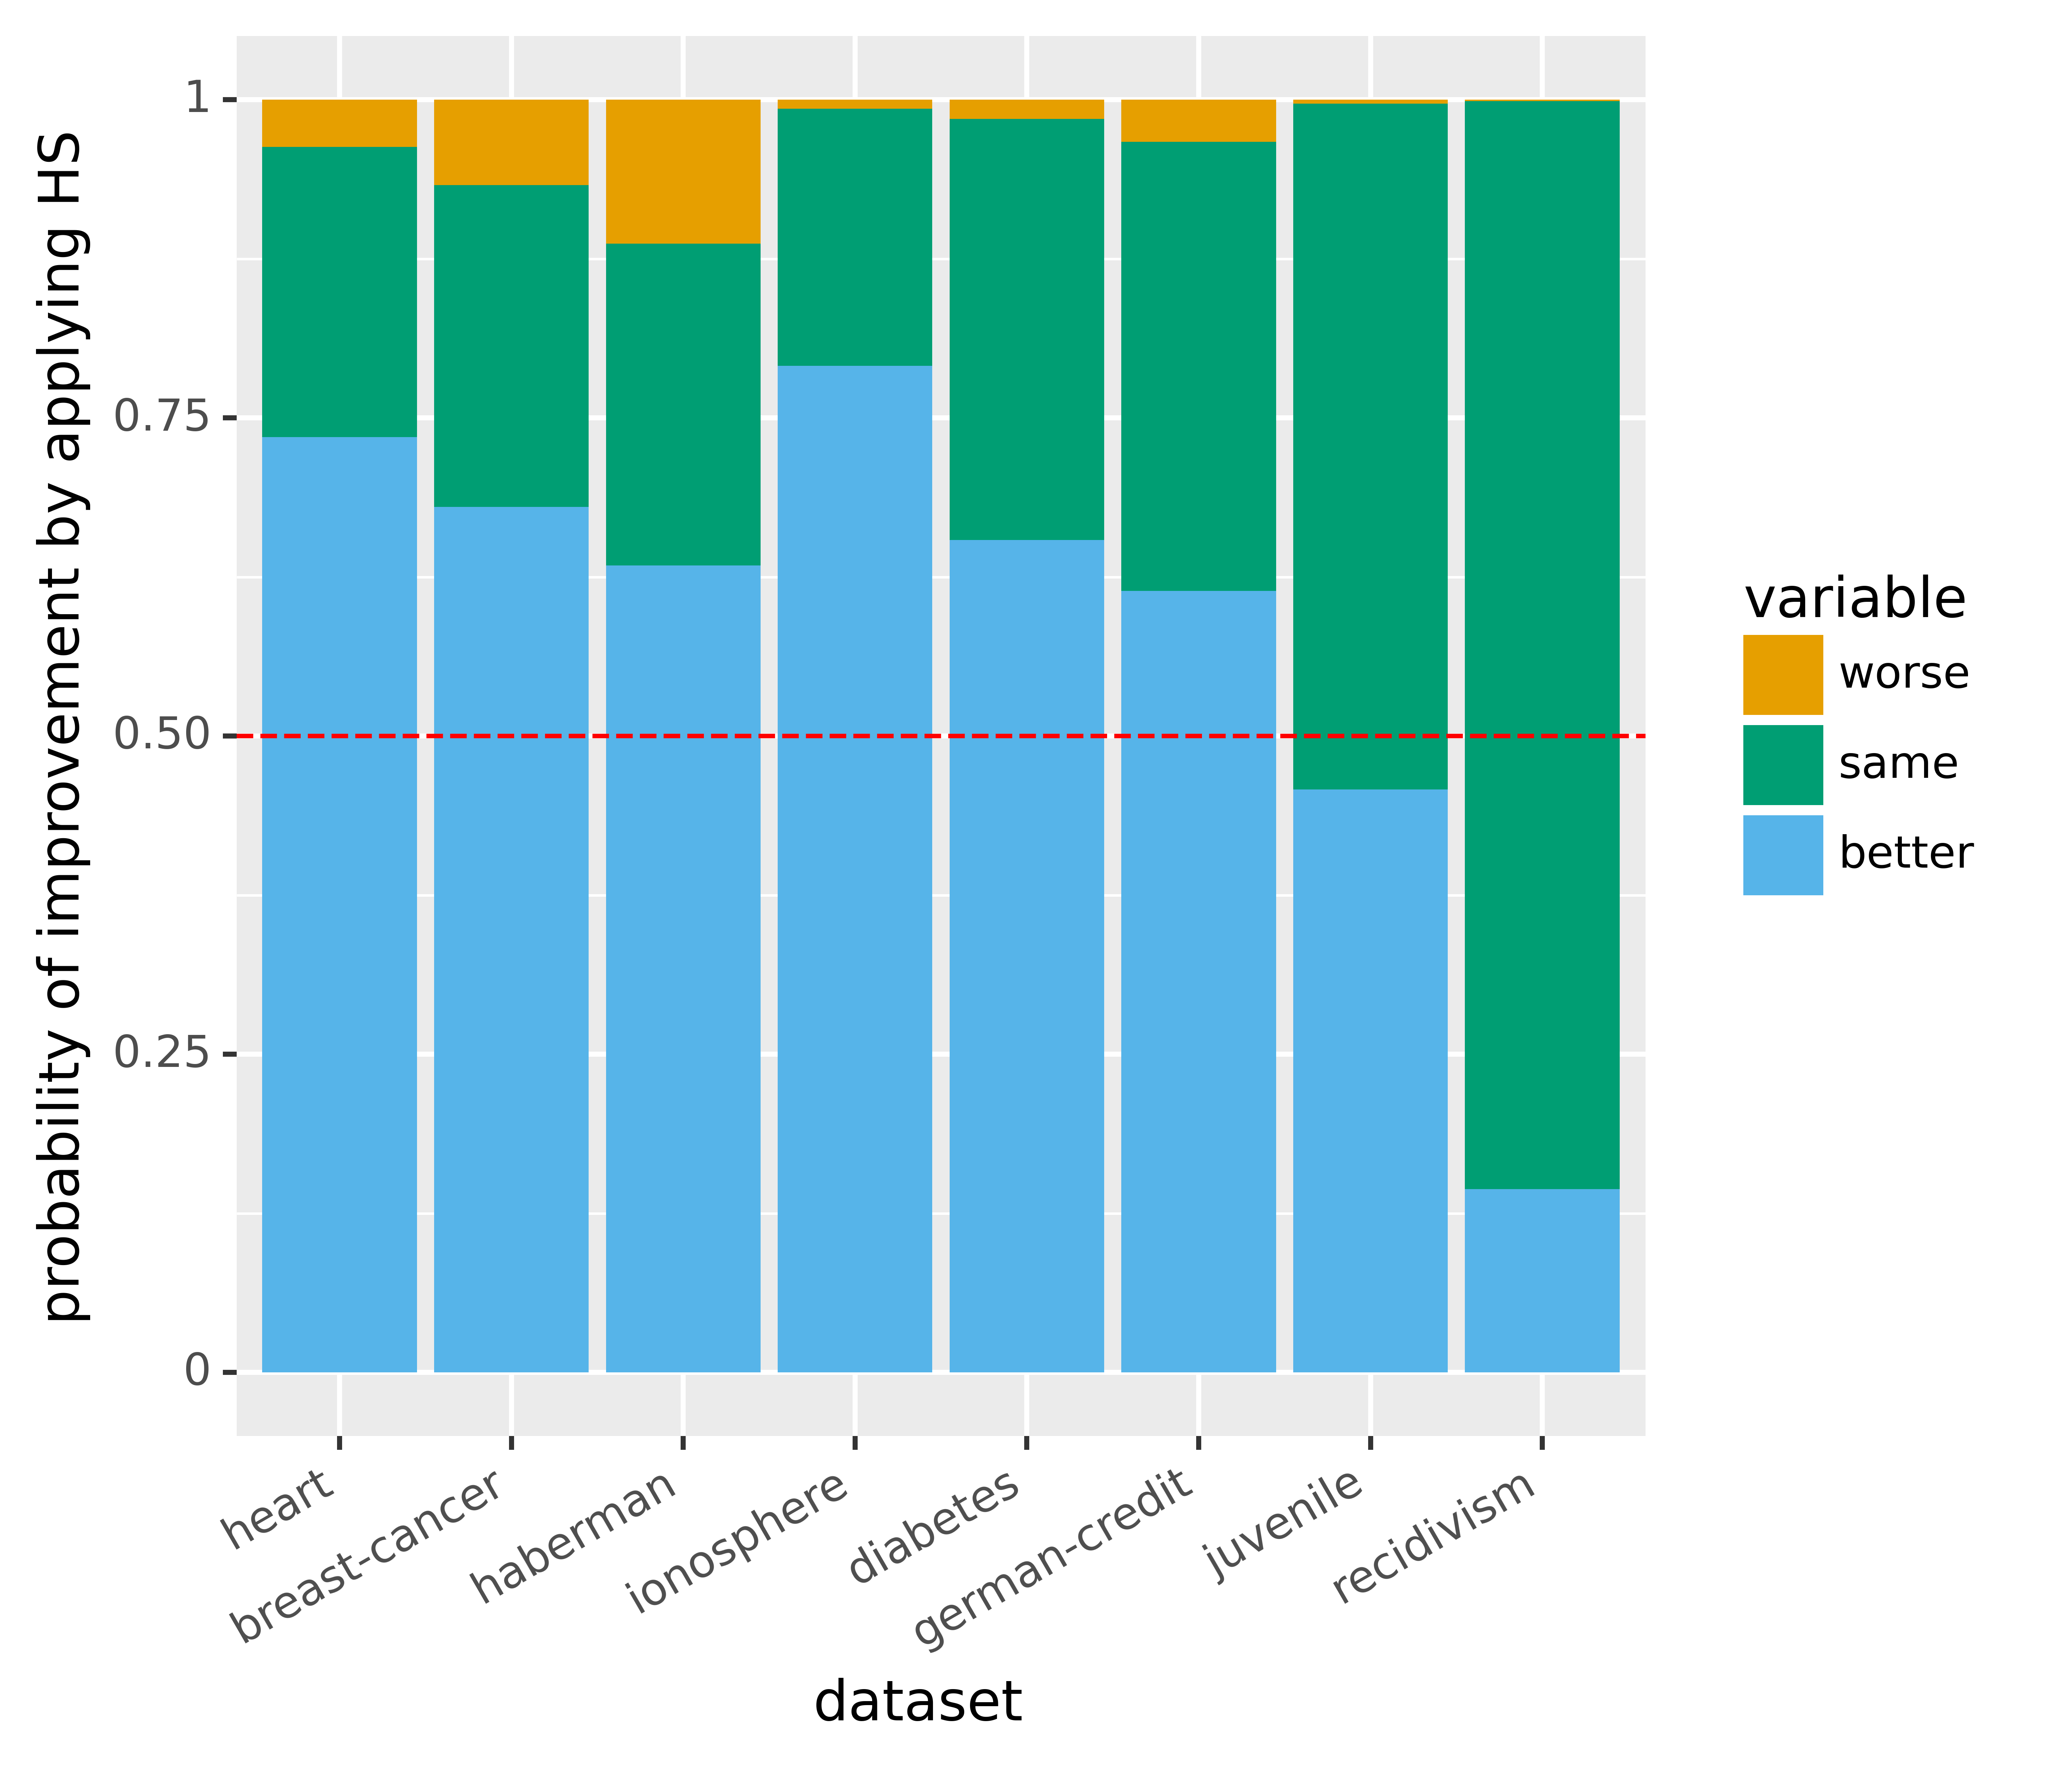 probability of improvement by applying HS
1
0.75
0.50
0.25
0
heart
breast-cancer
haberman
ionosphere
diabetes
german-credit
juvenile
recidivism
dataset
variable
worse
same
better